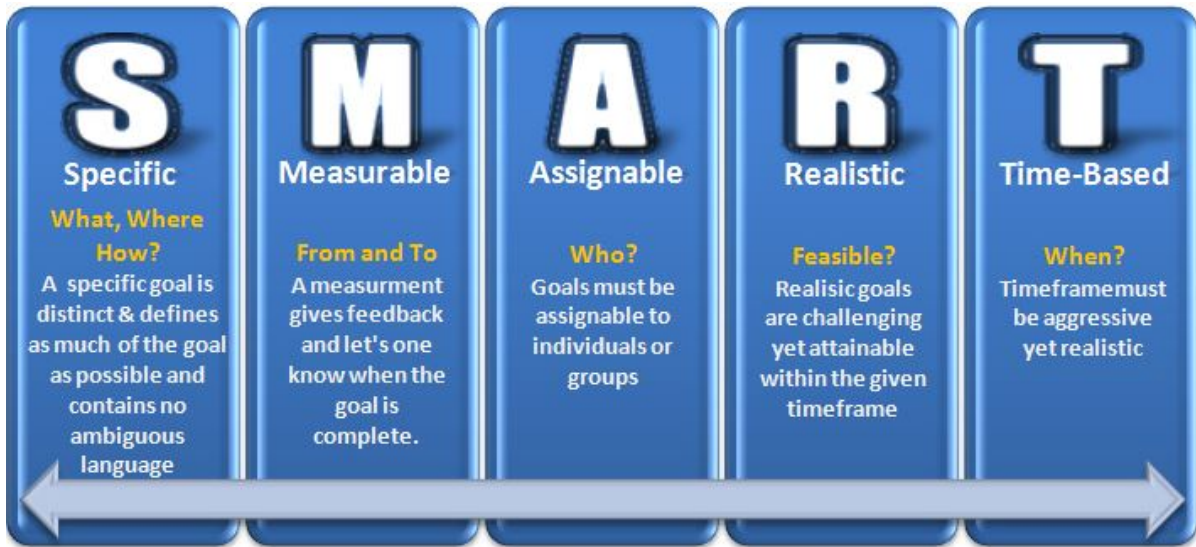 S
Specific
What, Where
How?
A specific goal is
distinct & defines
as much of the goal
as possible and
contains no
ambiguous
language
M
Measurable
From and To
A measurment
gives feedback
and let's one
know when the
goal is
complete.
A
Assignable
Who?
Goals must be
assignable to
individuals or
groups
R
Realistic
Feasible?
Realisic goals
are challenging
yet attainable
within the given
timeframe
T
Time-Based
When?
Timeframemust
be aggressive
yet realistic